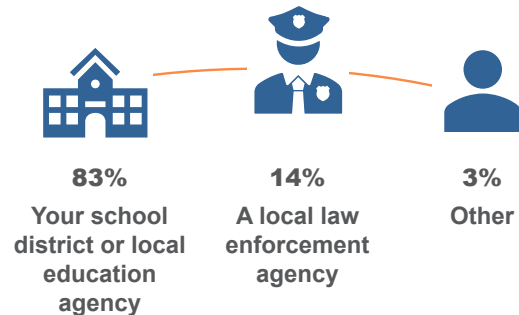 83%
Your school
district or local
education
agency
14%
A local law
enforcement
agency
3%
Other